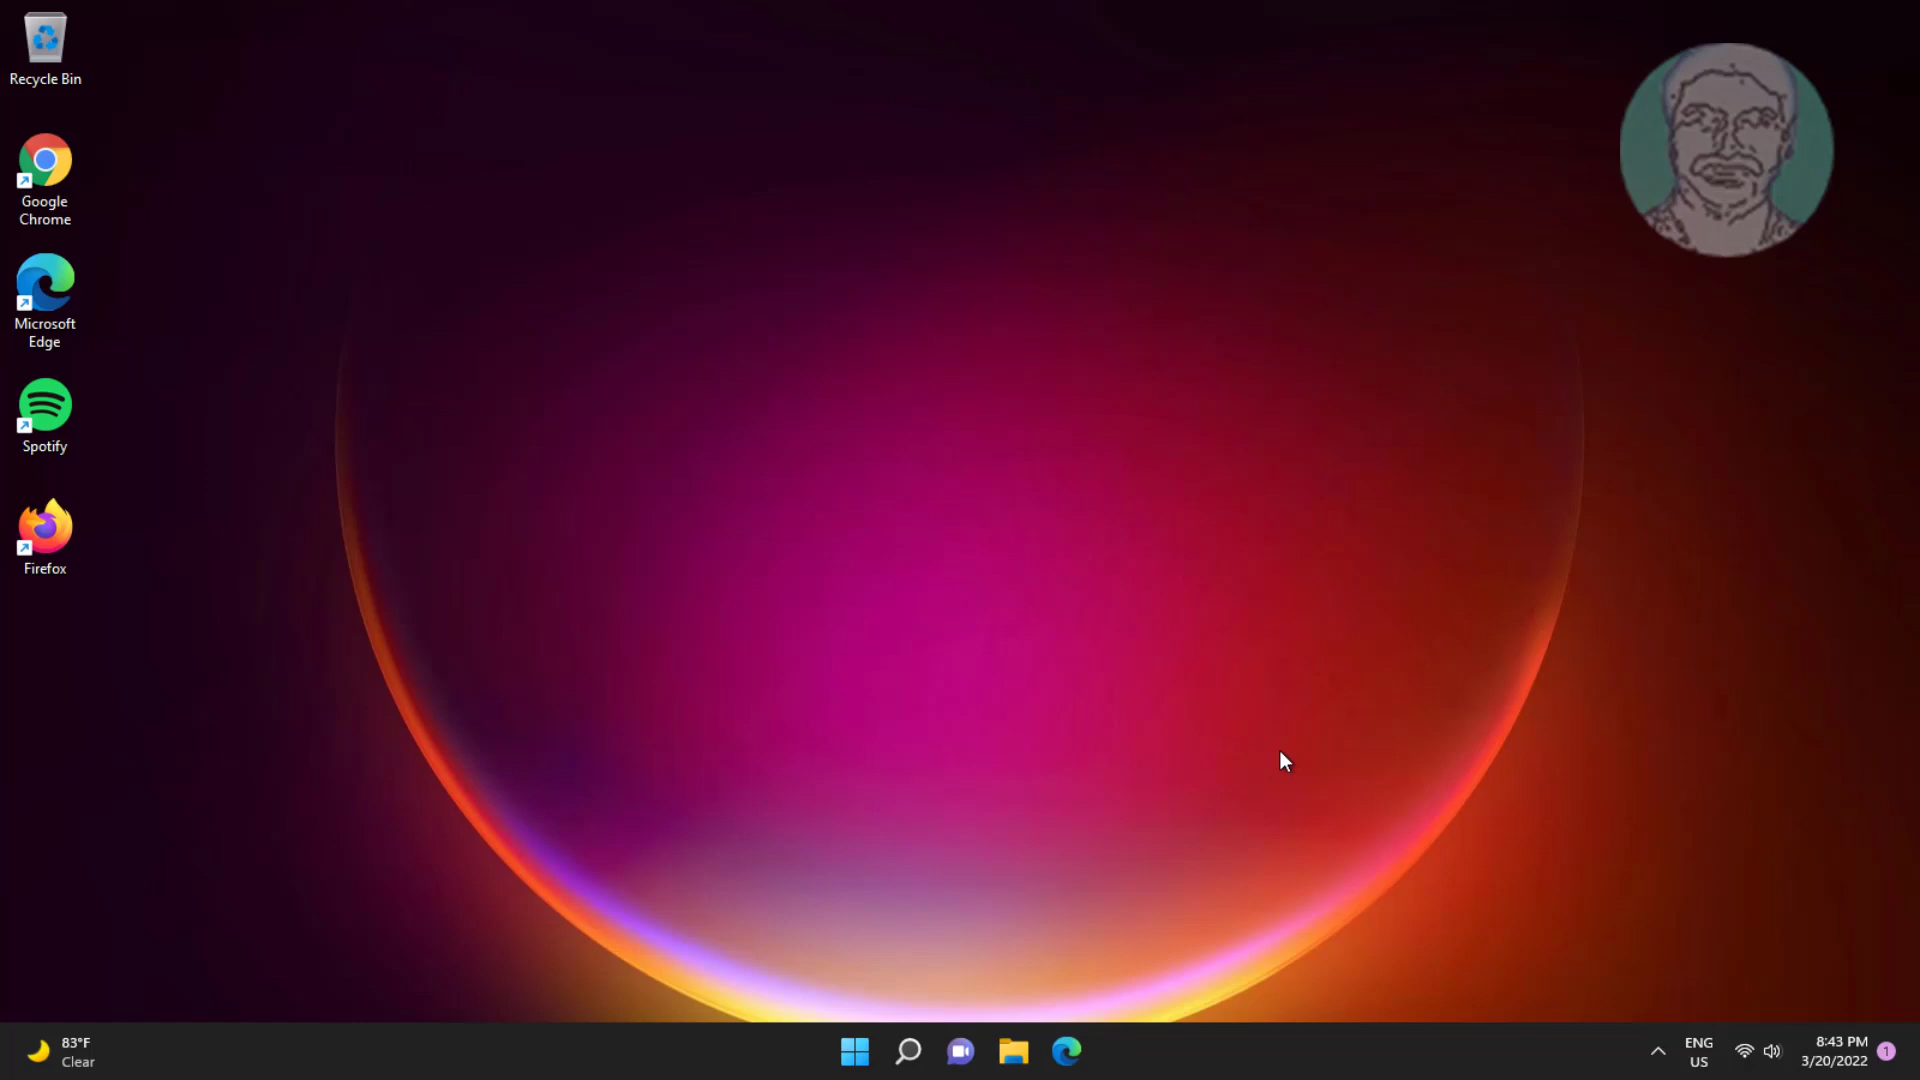 Recycle Bin
Google
Chrome
Microsoft
Edge
Spotify
Firefox
83°F
Clear
ENG
US
8:43 PM
3/20/2022
1